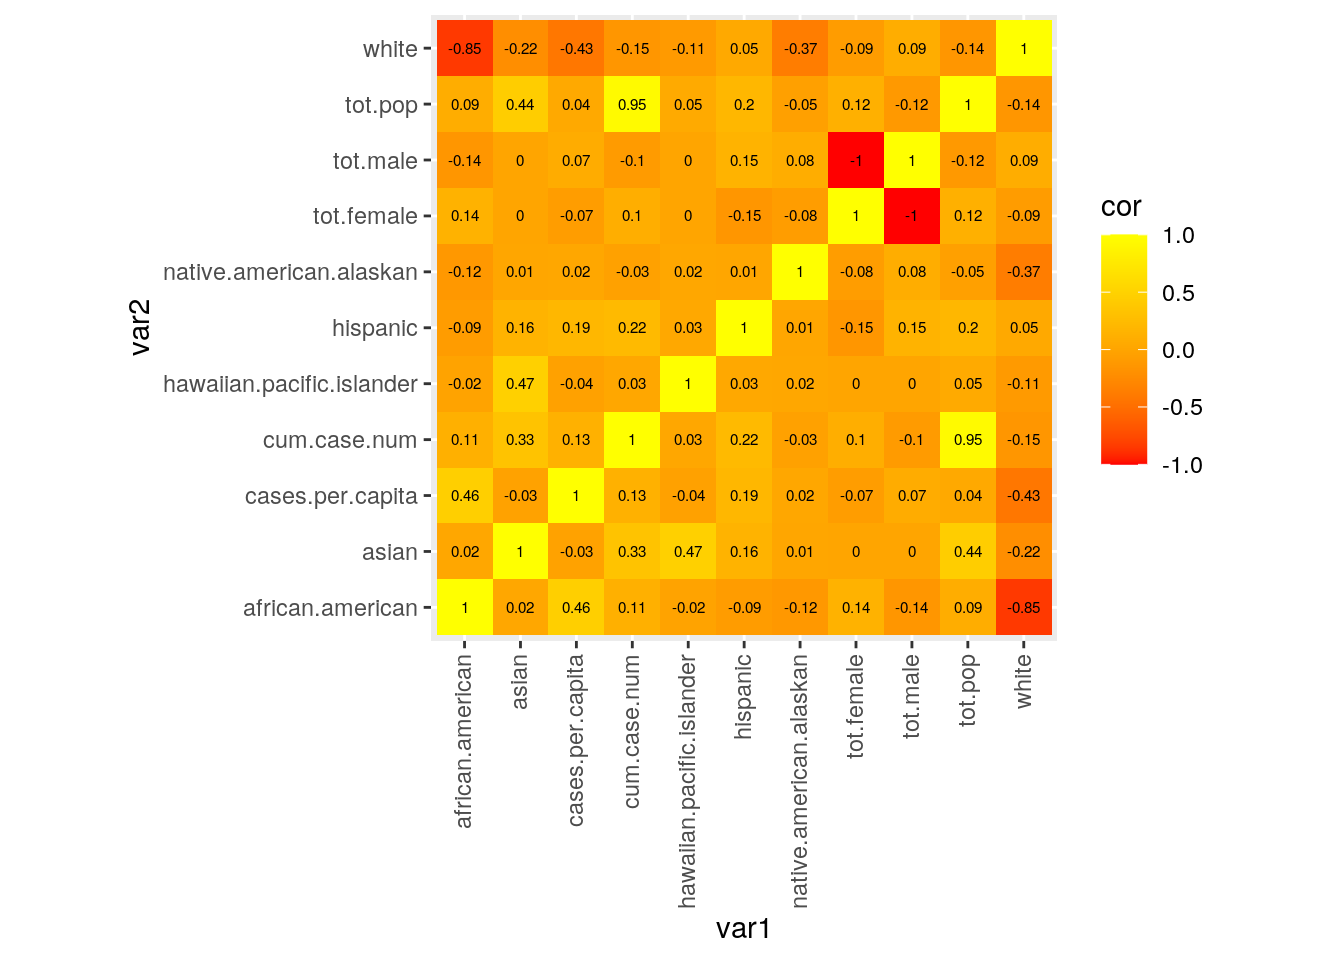 white -0.85 -0.22 -0.43 -0.15 -0.11 0.05 -0.37 -0.09 0.09 -0.14 1
tot.pop 0.09 0.44 0.04 0.95 0.05 0.2 -0.05 0.12 -0.12 1 -0.14
tot.male -0.14 0 0.07 -0.1 0 0.15 0.08 -1 1 -0.12 0.09
tot.female 0.14 0 -0.07 0.1 0 -0.15 -0.08 1 -1 0.12 -0.09
native.american.alaskan -0.12 0.01 0.02 -0.03 0.02 0.01 1 -0.08 0.08 -0.05 -0.37
hispanic -0.09 0.16 0.19 0.22 0.03 1 0.01 -0.15 0.15 0.2 0.05
hawaiian.pacific.islander -0.02 0.47 -0.04 0.03 1 0.03 0.02 0 0 0.05 -0.11
cum.case.num 0.11 0.33 0.13 1 0.03 0.22 -0.03 0.1 -0.1 0.95 -0.15
cases.per.capita 0.46 -0.03 1 0.13 -0.04 0.19 0.02 -0.07 0.07 0.04 -0.43
asian 0.02 1 -0.03 0.33 0.47 0.16 0.01 0 0 0.44 -0.22
african.american 1 0.02 0.46 0.11 -0.02 -0.09 -0.12 0.14 -0.14 0.09 -0.85
var2
african.american
asian
cases.per.capita
cum.case.num
hawaiian.pacific.islander
hispanic
native.american.alaskan
tot.female
tot.male
tot.pop
white
var1
cor
1.0
0.5
0.0
-0.5
-1.0